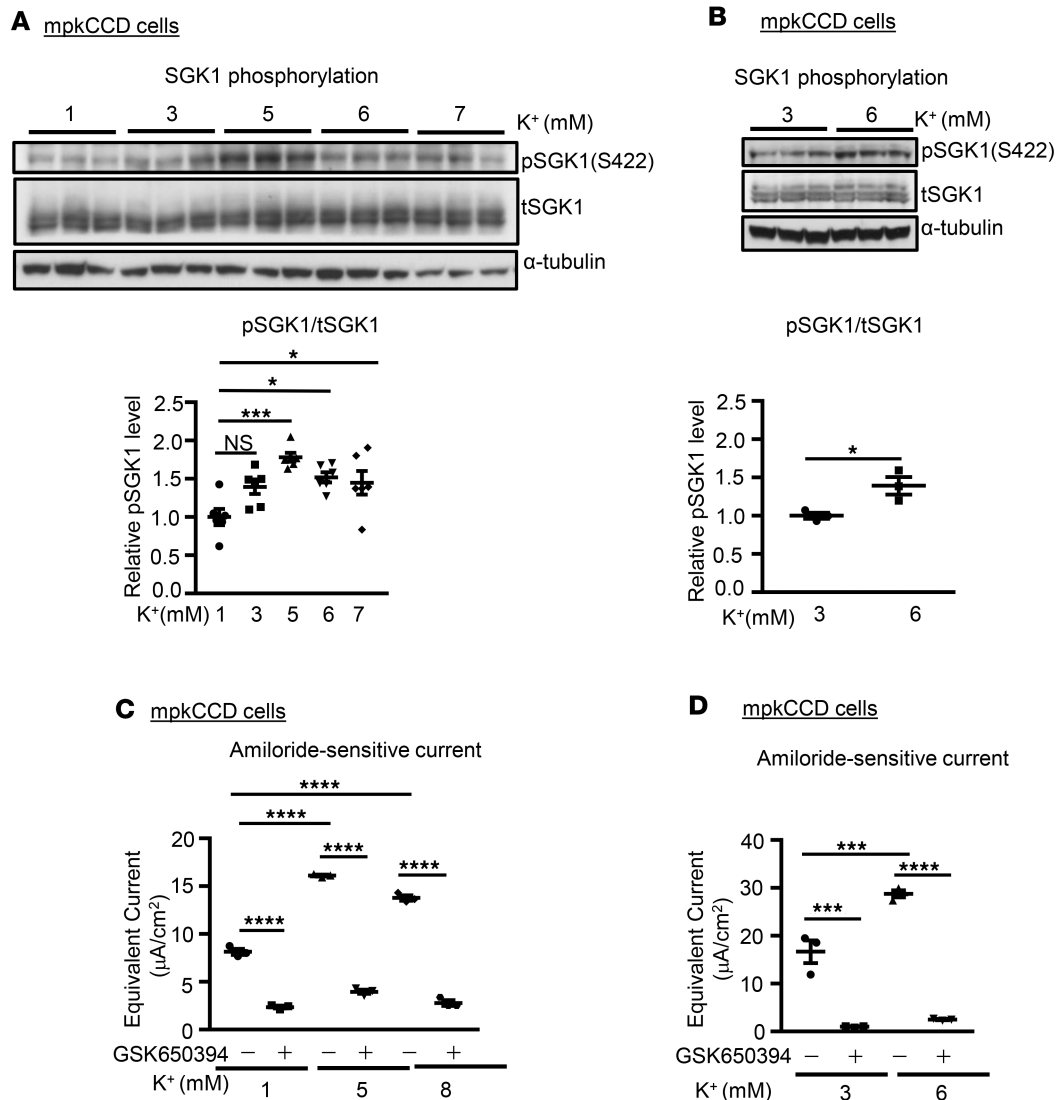 A mpkCCD cells
SGK1 phosphorylation
1 3 5 6 7 K⁺ (mM)
pSGK1(S422)
tSGK1
α-tubulin
pSGK1/tSGK1
*
*
***
NS
Relative pSGK1 level
2.5
2.0
1.5
1.0
0.5
0.0
K⁺(mM) 1 3 5 6 7
B mpkCCD cells
SGK1 phosphorylation
3 6 K⁺ (mM)
pSGK1(S422)
tSGK1
α-tubulin
pSGK1/tSGK1
*
Relative pSGK1 level
2.5
2.0
1.5
1.0
0.5
0.0
K⁺(mM) 3 6
C mpkCCD cells
Amiloride-sensitive current
****
****
**** ****
****
Equivalent Current
(µA/cm²)
20
15
10
5
0
GSK650394 − + − + − +
K⁺ (mM) 1 5 8
D mpkCCD cells
Amiloride-sensitive current
***
****
***
Equivalent Current
(µA/cm²)
40
30
20
10
0
GSK650394 − + − +
K⁺ (mM) 3 6